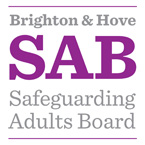 Brighton & Hove
SAB
Safeguarding
Adults Board